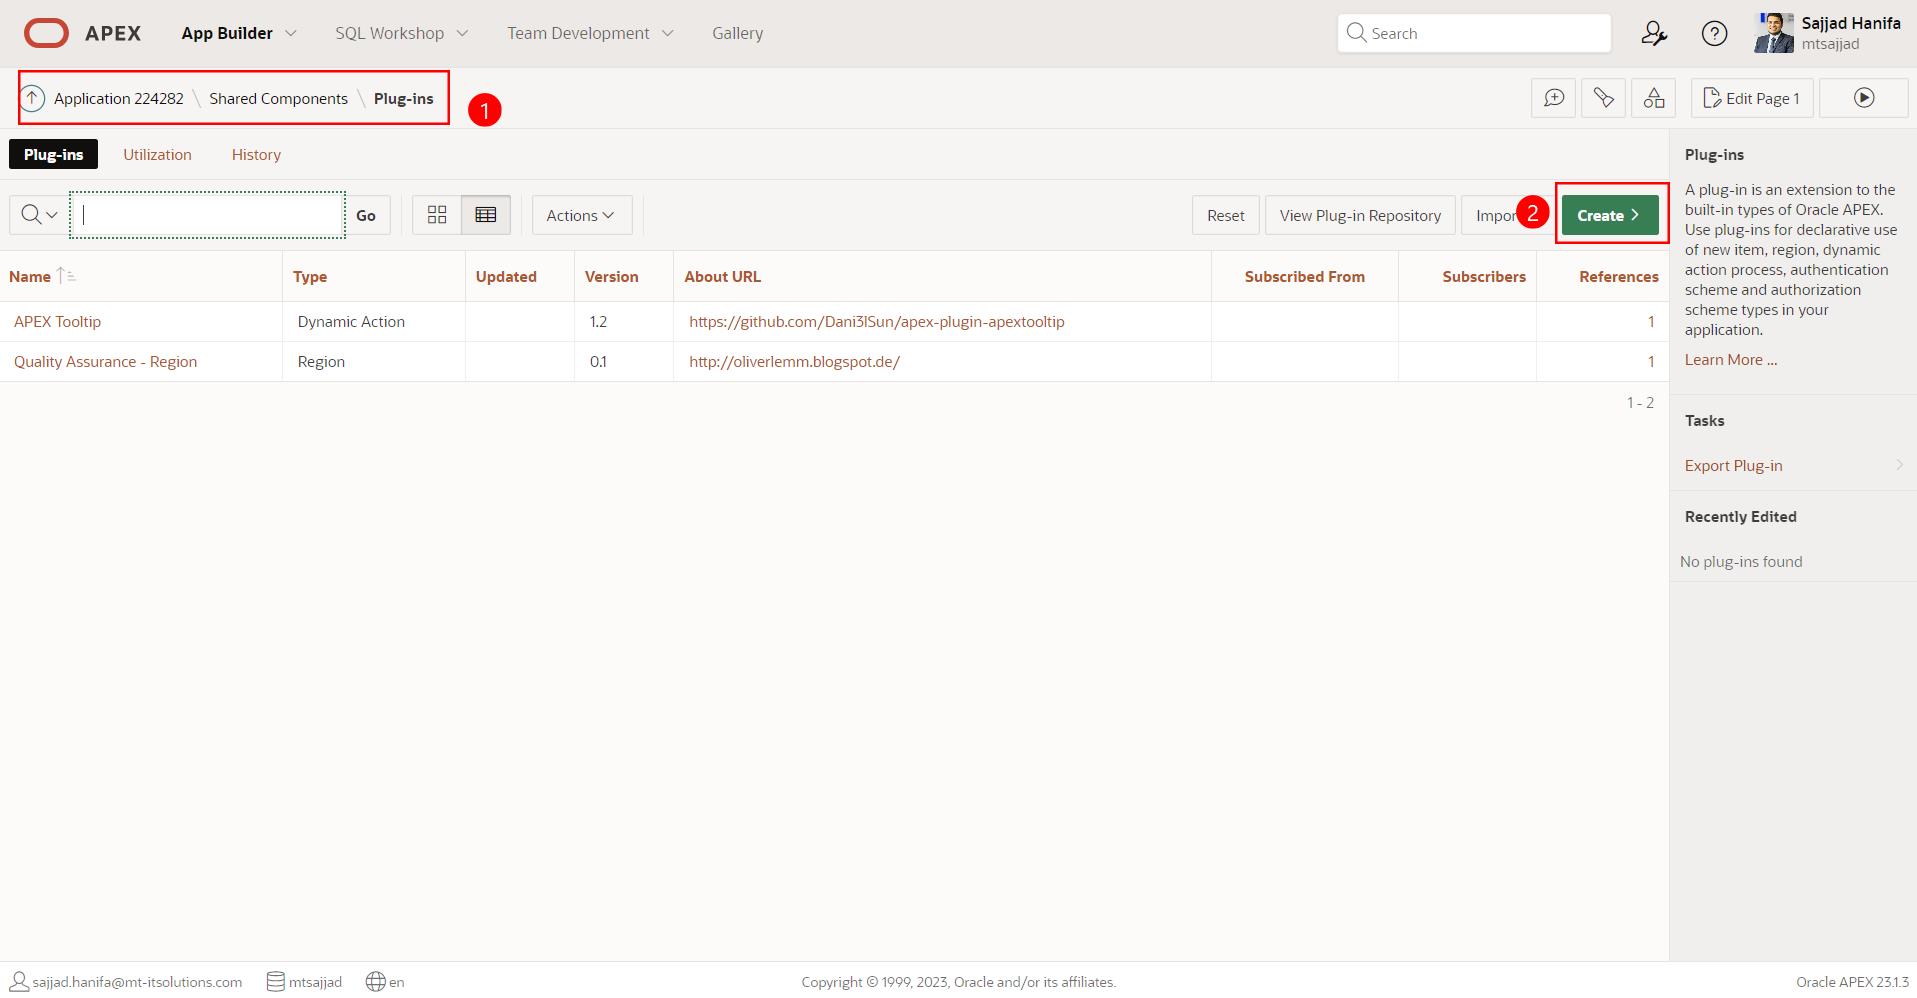 APEX App Builder SQL Workshop Team Development Gallery Search Sajjad Hanifa
mtsajjad
Application 224282 \ Shared Components \ Plug-ins 1 Edit Page 1
Plug-ins Utilization History
Go Actions Reset View Plug-in Repository Impor 2 Create
Name Type Updated Version About URL Subscribed From Subscribers References
APEX Tooltip Dynamic Action 1.2 https://github.com/Dani3lSun/apex-plugin-apextooltip 1
Quality Assurance - Region Region 0.1 http://oliverlemm.blogspot.de/ 1
1 - 2
Plug-ins
A plug-in is an extension to the
built-in types of Oracle APEX.
Use plug-ins for declarative use
of new item, region, dynamic
action process, authentication
scheme and authorization
scheme types in your
application.
Learn More ...
Tasks
Export Plug-in
Recently Edited
No plug-ins found
sajjad.hanifa@mt-itsolutions.com mtsajjad en Copyright © 1999, 2023, Oracle and/or its affiliates. Oracle APEX 23.1.3